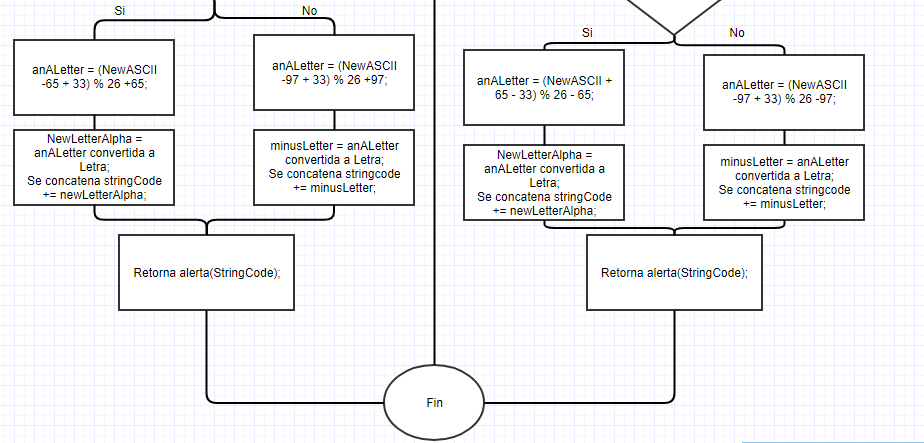 Si
No
anALetter = (NewASCII
-65 + 33) % 26 +65;
anALetter = (NewASCII
-97 + 33) % 26 +97;
NewLetterAlpha =
anALetter convertida a
Letra;
Se concatena stringCode
+= newLetterAlpha;
minusLetter = anALetter
convertida a Letra;
Se concatena stringcode
+= minusLetter;
Retorna alerta(StringCode);
Si
No
anALetter = (NewASCII +
65 - 33) % 26 - 65;
anALetter = (NewASCII
-97 + 33) % 26 -97;
NewLetterAlpha =
anALetter convertida a
Letra;
Se concatena stringCode
+= newLetterAlpha;
minusLetter = anALetter
convertida a Letra;
Se concatena stringcode
+= minusLetter;
Retorna alerta(StringCode);
Fin